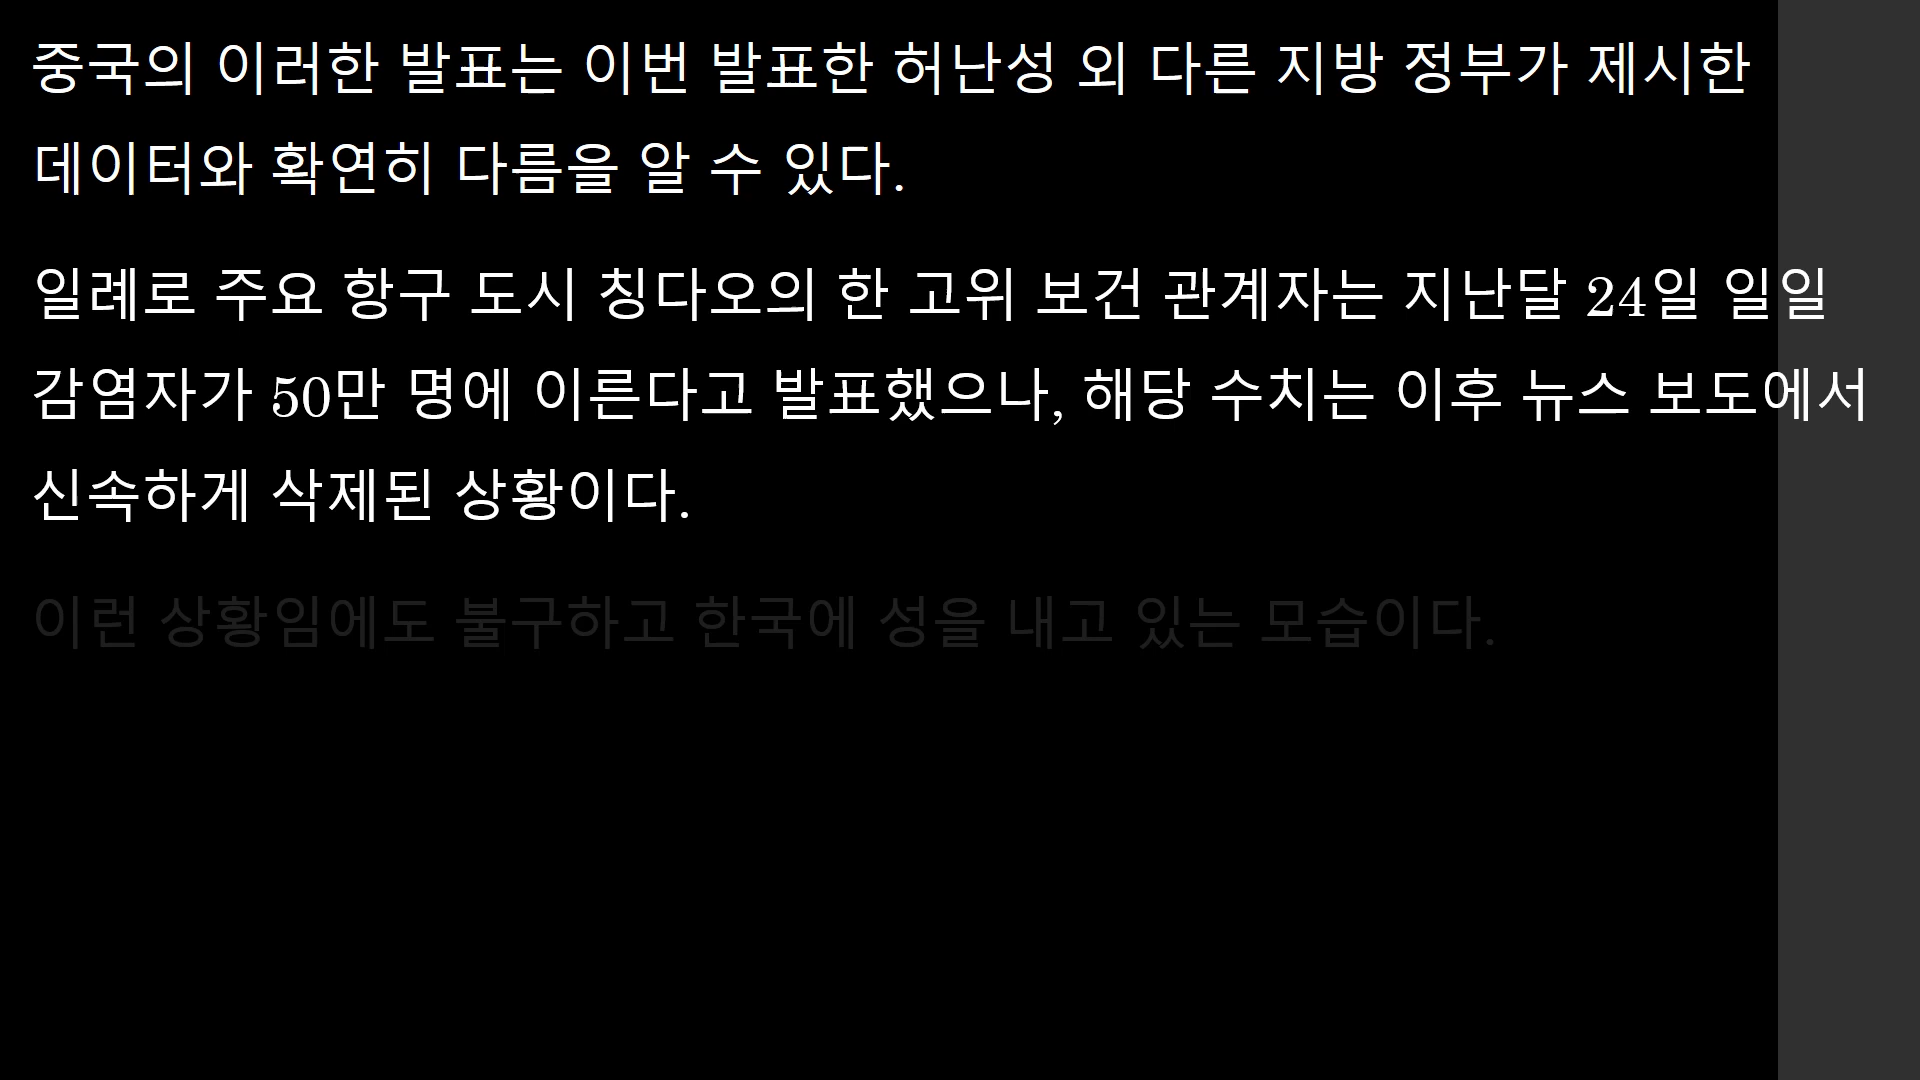 중국의 이러한 발표는 이번 발표한 허난성 외 다른 지방 정부가 제시한
데이터와 확연히 다름을 알 수 있다.
일례로 주요 항구 도시 칭다오의 한 고위 보건 관계자는 지난달 24일 일일
감염자가 50만 명에 이른다고 발표했으나, 해당 수치는 이후 뉴스 보도에서
신속하게 삭제된 상황이다.
이런 상황임에도 불구하고 한국에 성을 내고 있는 모습이다.